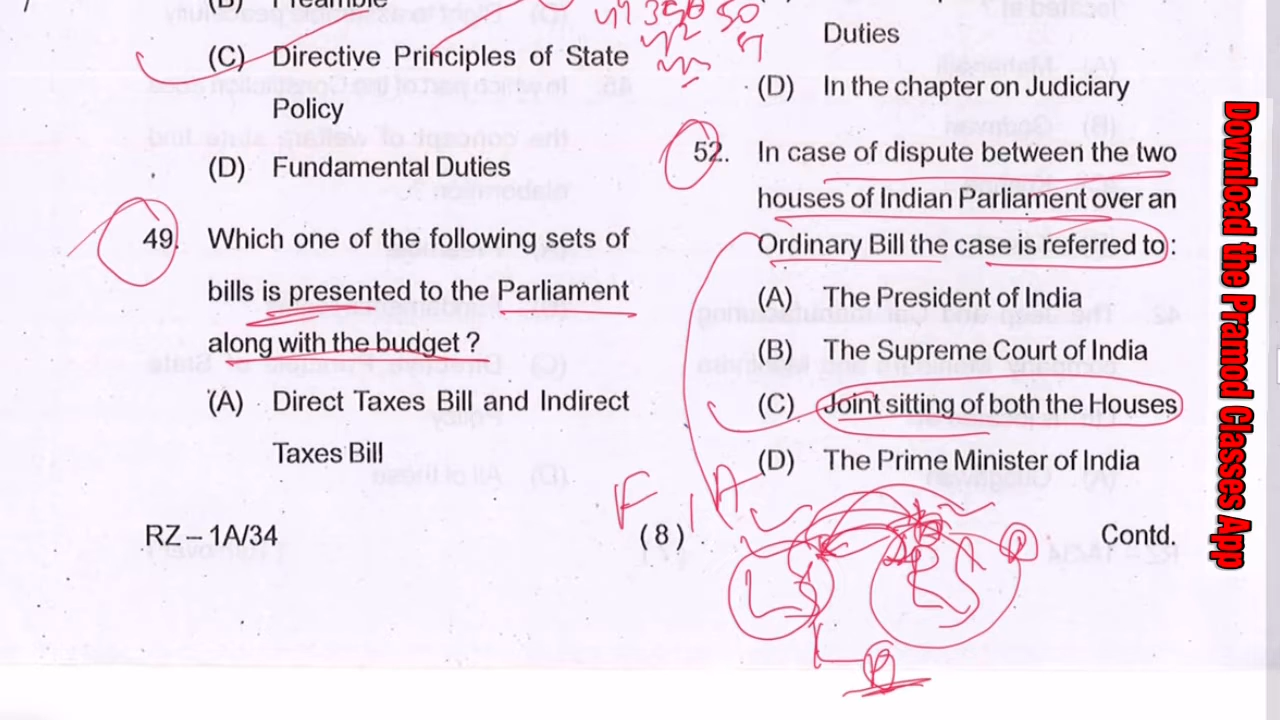 (B) Preamble
(C) Directive Principles of State
Policy
(D) Fundamental Duties
49. Which one of the following sets of
bills is presented to the Parliament
along with the budget ?
(A) Direct Taxes Bill and Indirect
Taxes Bill
RZ – 1A/34
(8)
Duties
(D) In the chapter on Judiciary
52. In case of dispute between the two
houses of Indian Parliament over an
Ordinary Bill the case is referred to :
(A) The President of India
(B) The Supreme Court of India
(C) Joint sitting of both the Houses
(D) The Prime Minister of India
Contd.
LS
RS
Download the Pramod Classes App